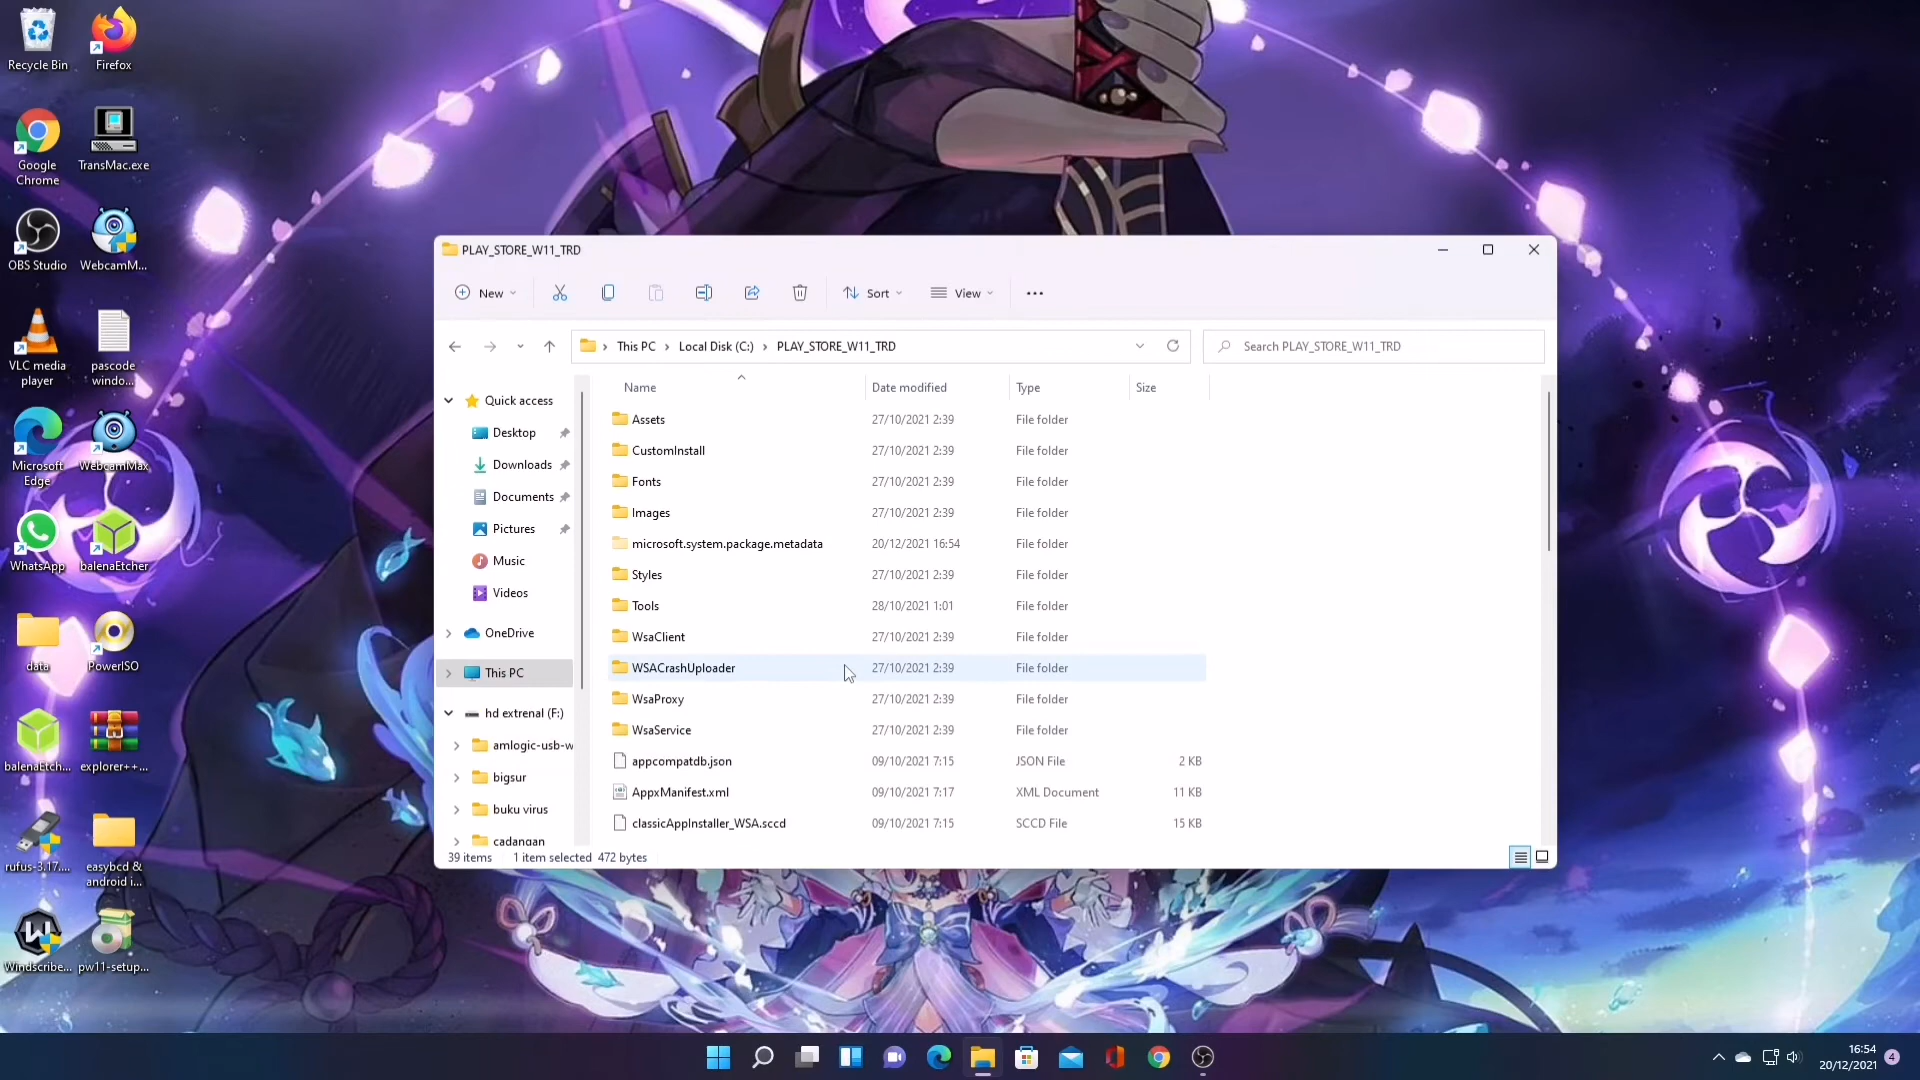 Recycle Bin
Firefox
Google
Chrome
TransMac.exe
OBS Studio
WebcamM...
VLC media
player
pascode
windo...
Microsoft
Edge
WebcamMax
WhatsApp
balenaEtcher
data
PowerISO
balenaEtch...
explorer++...
rufus-3.17....
easybcd &
android i...
Windscribe...
pw11-setup...
PLAY_STORE_W11_TRD
New
Sort
View
This PC > Local Disk (C:) > PLAY_STORE_W11_TRD
Search PLAY_STORE_W11_TRD
Quick access
Desktop
Downloads
Documents
Pictures
Music
Videos
OneDrive
This PC
hd extrenal (F:)
amlogic-usb-w
bigsur
buku virus
cadangan
Name Date modified Type Size
Assets 27/10/2021 2:39 File folder
CustomInstall 27/10/2021 2:39 File folder
Fonts 27/10/2021 2:39 File folder
Images 27/10/2021 2:39 File folder
microsoft.system.package.metadata 20/12/2021 16:54 File folder
Styles 27/10/2021 2:39 File folder
Tools 28/10/2021 1:01 File folder
WsaClient 27/10/2021 2:39 File folder
WSACrashUploader 27/10/2021 2:39 File folder
WsaProxy 27/10/2021 2:39 File folder
WsaService 27/10/2021 2:39 File folder
appcompatdb.json 09/10/2021 7:15 JSON File 2 KB
AppxManifest.xml 09/10/2021 7:17 XML Document 11 KB
classicAppInstaller_WSA.sccd 09/10/2021 7:15 SCCD File 15 KB
39 items 1 item selected 472 bytes
16:54
20/12/2021
4